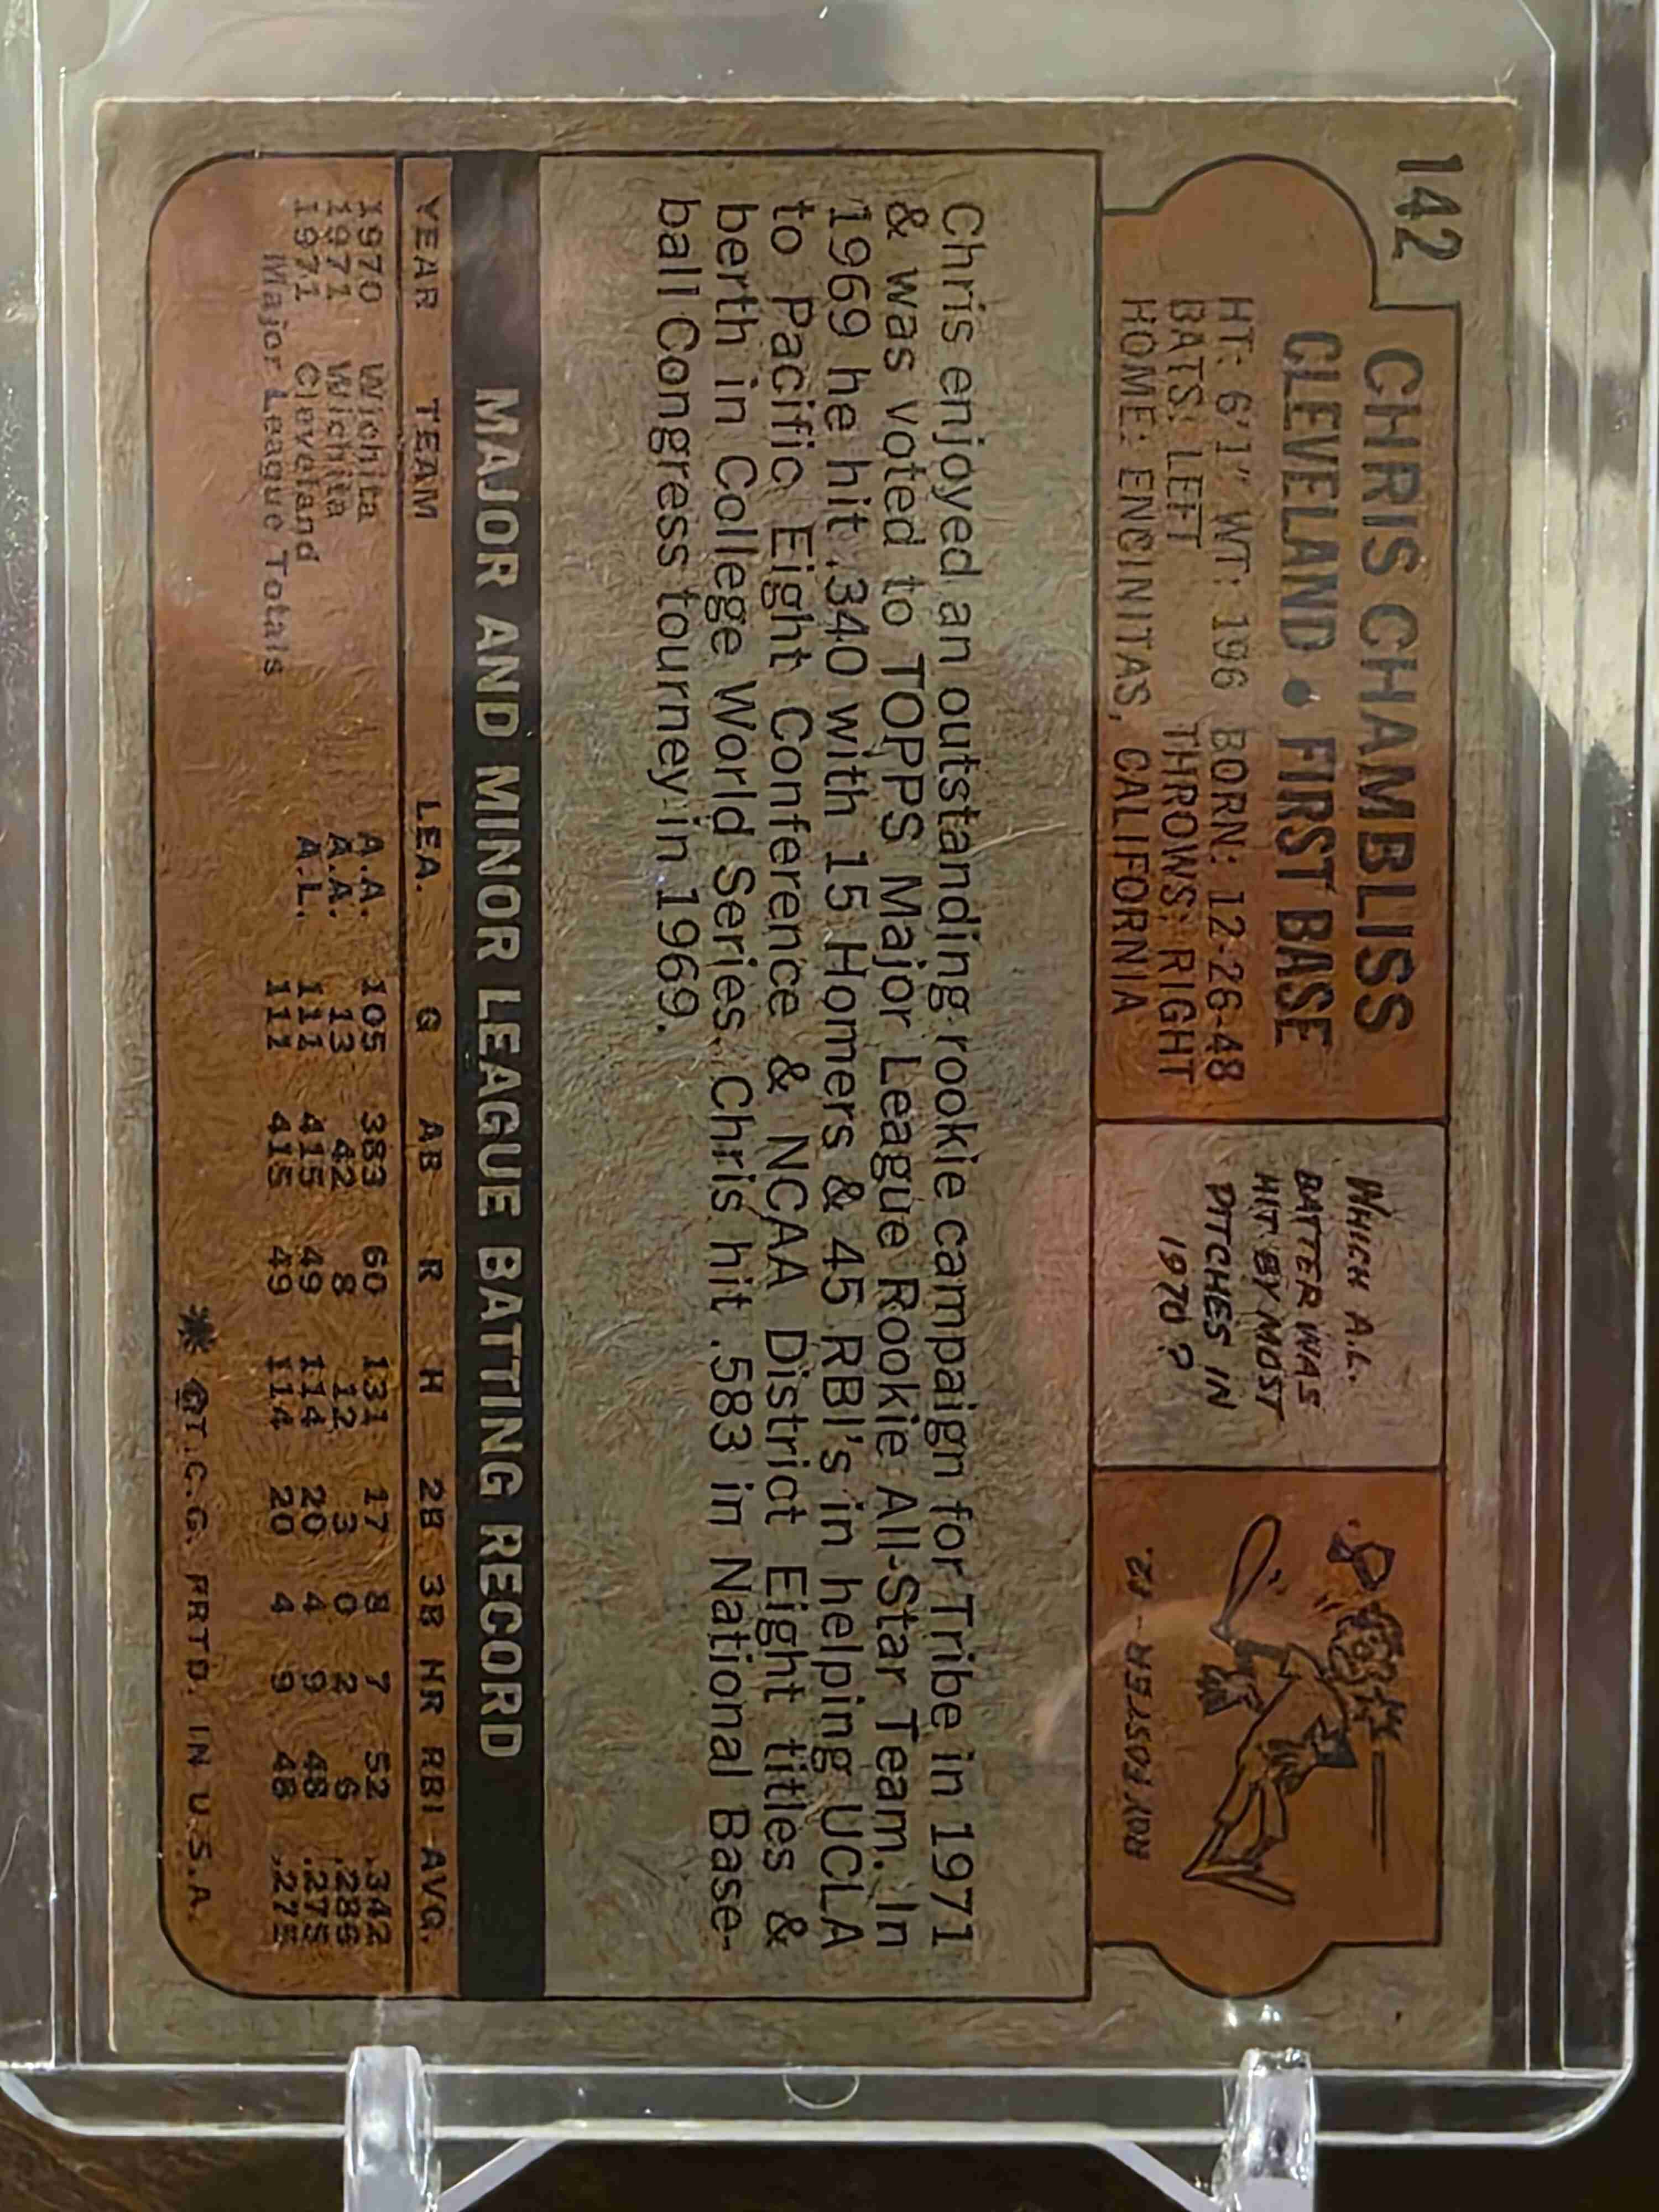 142
CHRIS CHAMBLISS
CLEVELAND • FIRST BASE
HT: 6'1" WT: 196 BORN: 12-26-48
BATS: LEFT THROWS: RIGHT
HOME: ENCINITAS, CALIFORNIA
WHICH A.L.
BATTER WAS
HIT BY MOST
PITCHES IN
1970?
ROY FOSTER - 12.
Chris enjoyed an outstanding rookie campaign for Tribe in 1971
& was voted to TOPPS Major League Rookie All-Star Team. In
1969 he hit .340 with 15 Homers & 45 RBI's in helping UCLA
to Pacific Eight Conference & NCAA District Eight titles &
berth in College World Series. Chris hit .583 in National Base-
ball Congress tourney in 1969.
MAJOR AND MINOR LEAGUE BATTING RECORD
YEAR TEAM LEA. G AB R H 2B 3B HR RBI AVG.
1970 Wichita A.A. 105 383 60 131 17 8 7 52 .342
1971 Wichita A.A. 13 42 8 12 3 0 2 6 .286
1971 Cleveland A.L. 111 415 49 114 20 4 9 48 .275
Major League Totals 111 415 49 114 20 4 9 48 .275
* ©T.C.G. PRTD. IN U.S.A.